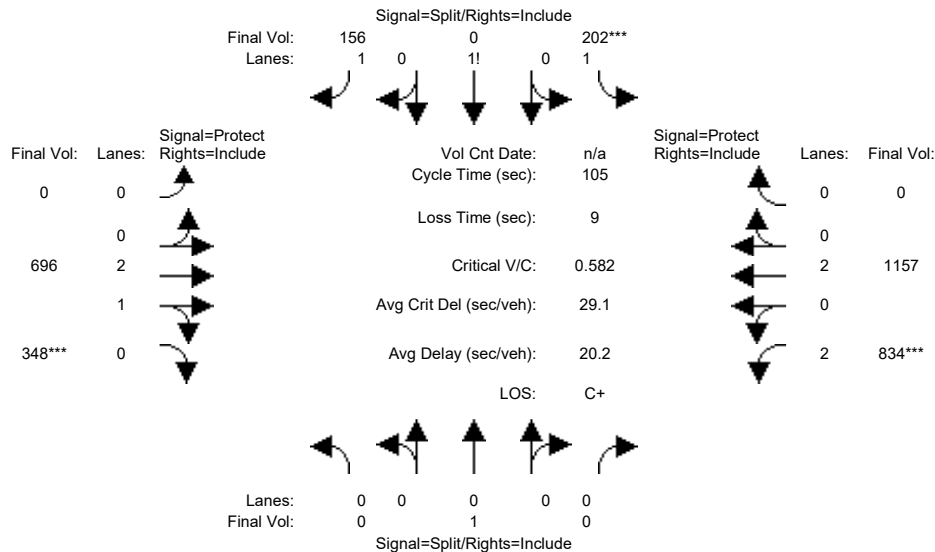 Signal=Split/Rights=Include
Final Vol: 156 0 202***
Lanes: 1 0 1! 0 1
Signal=Protect Signal=Protect
Final Vol: Lanes: Rights=Include Vol Cnt Date: n/a Rights=Include Lanes: Final Vol:
Cycle Time (sec): 105
0 0 0 0
Loss Time (sec): 9
0 0
696 2 Critical V/C: 0.582 2 1157
1 Avg Crit Del (sec/veh): 29.1 0
348*** 0 Avg Delay (sec/veh): 20.2 2 834***
LOS: C+
Lanes: 0 0 0 0 0
Final Vol: 0 1 0
Signal=Split/Rights=Include